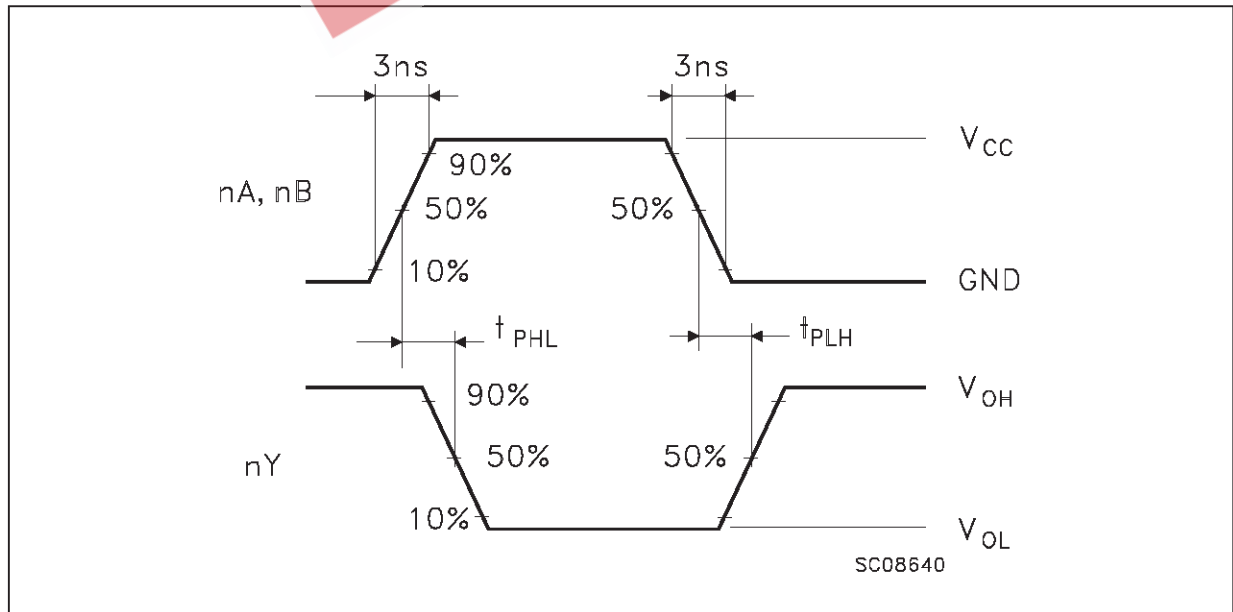 3ns
3ns
V_CC
90%
nA, nB
50%
50%
10%
GND
t_PHL
t_PLH
90%
V_OH
nY
50%
50%
10%
V_OL
SC08640